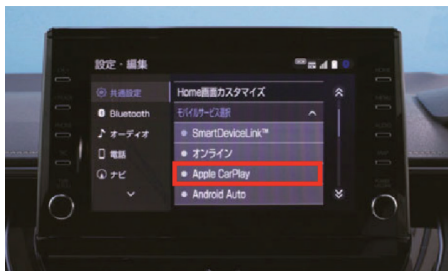 設定・編集
共通設定
Home画面カスタマイズ
Bluetooth
モバイルサービス選択
オーディオ
SmartDeviceLink™
電話
オンライン
ナビ
Apple CarPlay
Android Auto